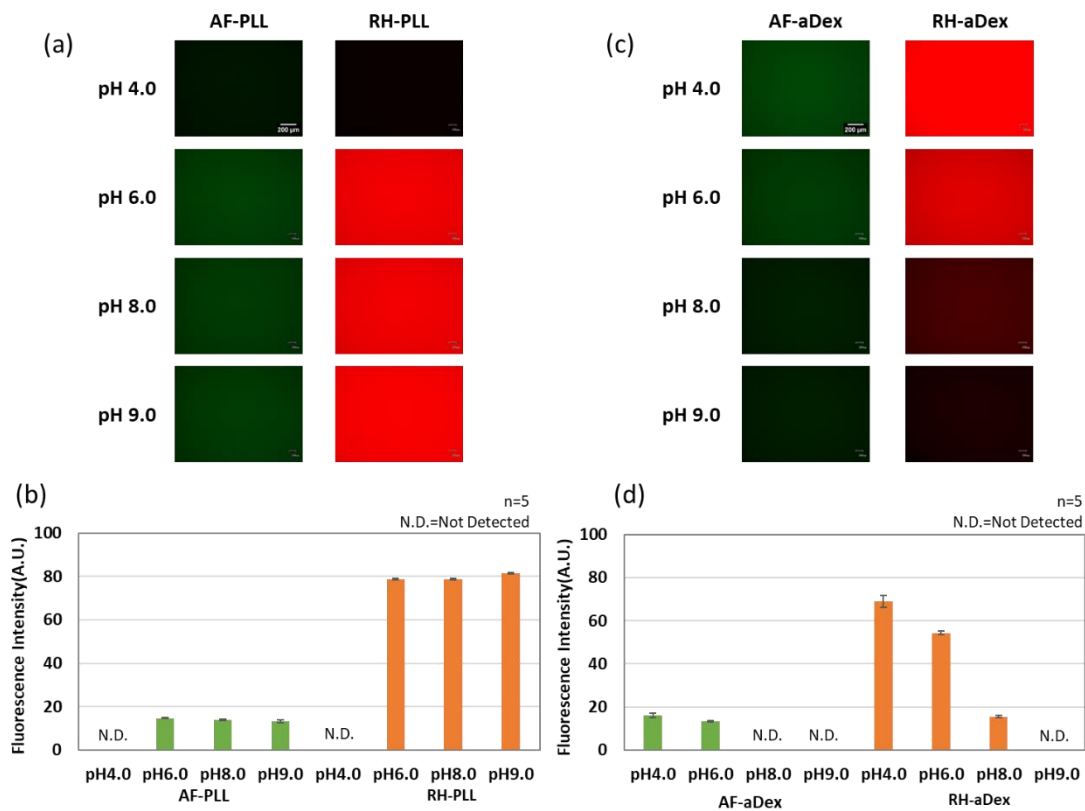 (a)
AF-PLL RH-PLL
pH 4.0
200 μm
pH 6.0
pH 8.0
pH 9.0
(c)
AF-aDex RH-aDex
pH 4.0
200 μm
pH 6.0
pH 8.0
pH 9.0
(b)
n=5
N.D.=Not Detected
Fluorescence Intensity(A.U.)
100
80
60
40
20
0
N.D. N.D.
pH4.0 pH6.0 pH8.0 pH9.0 pH4.0 pH6.0 pH8.0 pH9.0
AF-PLL RH-PLL
(d)
n=5
N.D.=Not Detected
Fluorescence Intensity(A.U.)
100
80
60
40
20
0
N.D. N.D. N.D.
pH4.0 pH6.0 pH8.0 pH9.0 pH4.0 pH6.0 pH8.0 pH9.0
AF-aDex RH-aDex